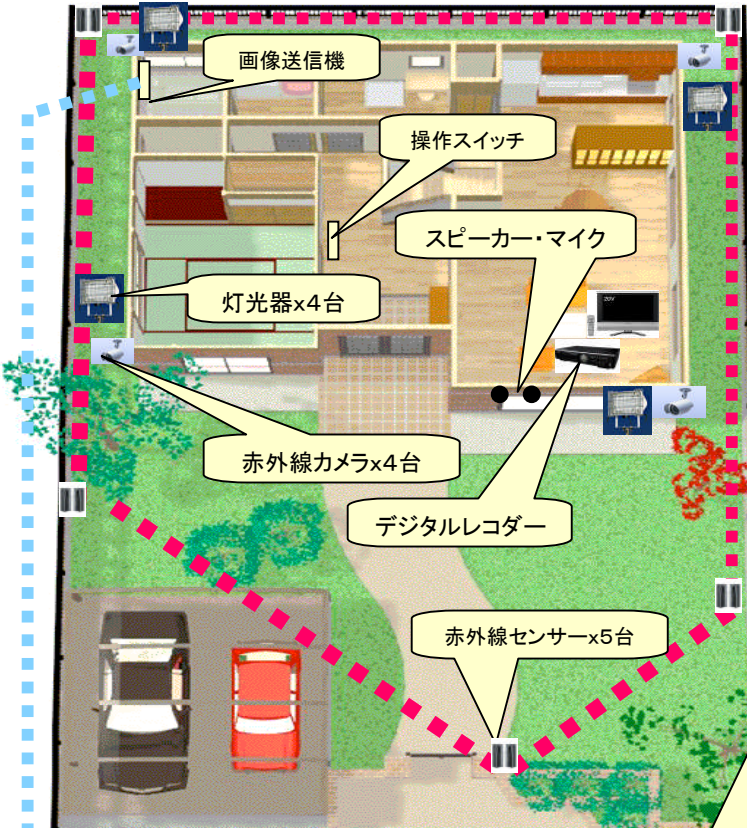 画像送信機
操作スイッチ
スピーカー・マイク
灯光器x4台
20V
赤外線カメラx4台
デジタルレコダー
赤外線センサーx5台